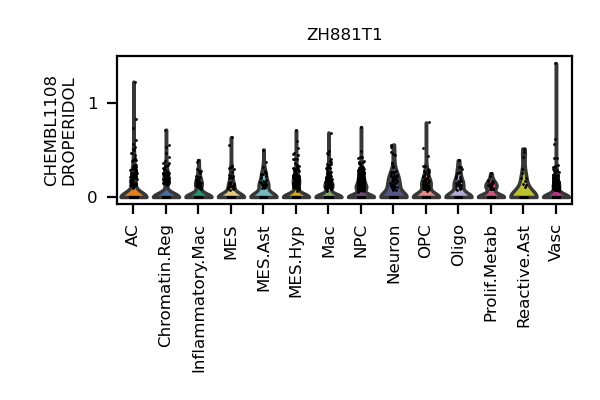 ZH881T1
CHEMBL1108
DROPERIDOL
1
0
AC
Chromatin.Reg
Inflammatory.Mac
MES
MES.Ast
MES.Hyp
Mac
NPC
Neuron
OPC
Oligo
Prolif.Metab
Reactive.Ast
Vasc